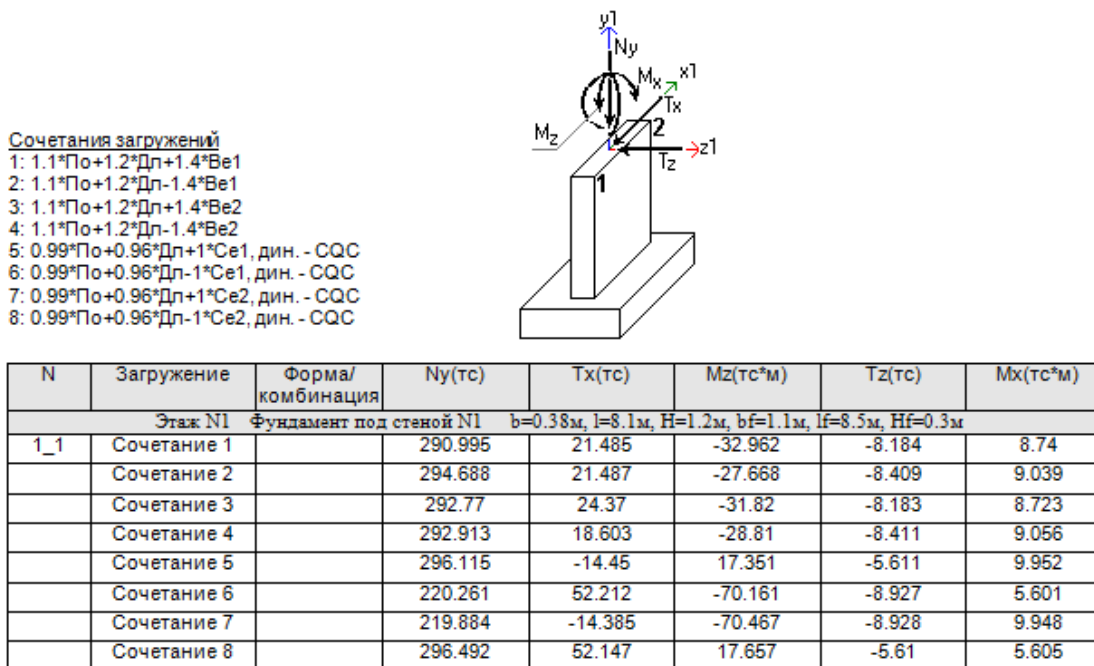 y1
Ny
Mx
x1
Tx
Mz
2
Tz
z1
1
Сочетания загружений
1: 1.1*По+1.2*Дл+1.4*Ве1
2: 1.1*По+1.2*Дл-1.4*Ве1
3: 1.1*По+1.2*Дл+1.4*Ве2
4: 1.1*По+1.2*Дл-1.4*Ве2
5: 0.99*По+0.96*Дл+1*Се1, дин. - CQC
6: 0.99*По+0.96*Дл-1*Се1, дин. - CQC
7: 0.99*По+0.96*Дл+1*Се2, дин. - CQC
8: 0.99*По+0.96*Дл-1*Се2, дин. - CQC
N Загружение Форма/ Ny(тс) Tx(тс) Mz(тс*м) Tz(тс) Mx(тс*м)
комбинация
Этаж N1 Фундамент под стеной N1 b=0.38м, l=8.1м, H=1.2м, bf=1.1м, lf=8.5м, Hf=0.3м
1_1 Сочетание 1 290.995 21.485 -32.962 -8.184 8.74
Сочетание 2 294.688 21.487 -27.668 -8.409 9.039
Сочетание 3 292.77 24.37 -31.82 -8.183 8.723
Сочетание 4 292.913 18.603 -28.81 -8.411 9.056
Сочетание 5 296.115 -14.45 17.351 -5.611 9.952
Сочетание 6 220.261 52.212 -70.161 -8.927 5.601
Сочетание 7 219.884 -14.385 -70.467 -8.928 9.948
Сочетание 8 296.492 52.147 17.657 -5.61 5.605